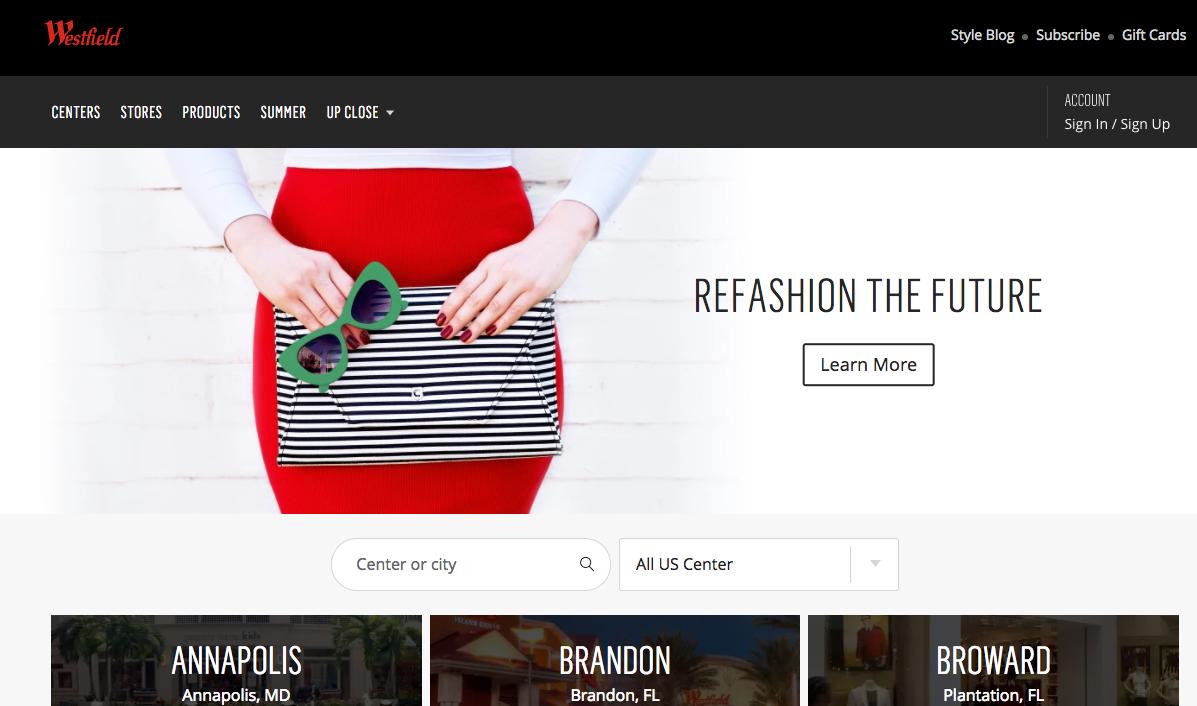 Westfield
Style Blog
Subscribe
Gift Cards
CENTERS
STORES
PRODUCTS
SUMMER
UP CLOSE
ACCOUNT
Sign In / Sign Up
REFASHION THE FUTURE
Learn More
Center or city
All US Center
ANNAPOLIS
Annapolis, MD
BRANDON
Brandon, FL
BROWARD
Plantation, FL